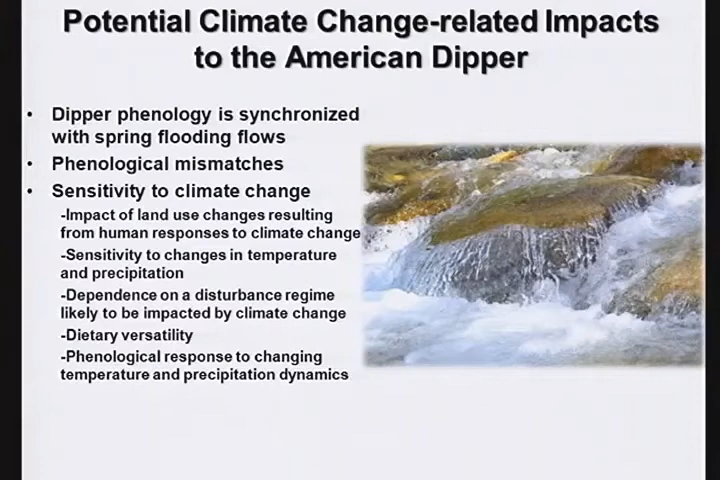 Potential Climate Change-related Impacts
to the American Dipper
• Dipper phenology is synchronized
with spring flooding flows
• Phenological mismatches
• Sensitivity to climate change
-Impact of land use changes resulting
from human responses to climate change
-Sensitivity to changes in temperature
and precipitation
-Dependence on a disturbance regime
likely to be impacted by climate change
-Dietary versatility
-Phenological response to changing
temperature and precipitation dynamics